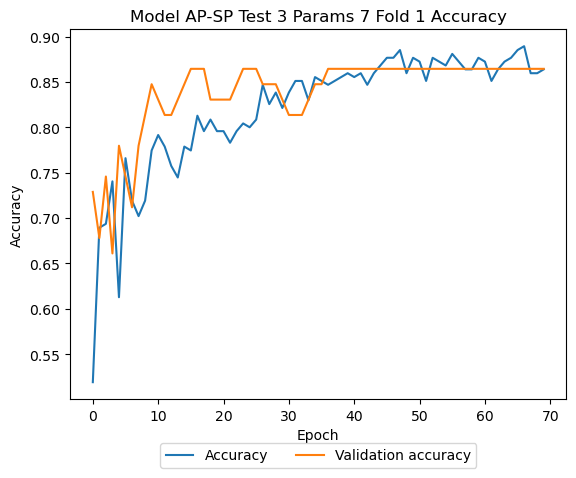 Model AP-SP Test 3 Params 7 Fold 1 Accuracy
0.90
0.85
0.80
0.75
0.70
0.65
0.60
0.55
Accuracy
0 10 20 30 40 50 60 70
Epoch
Accuracy Validation accuracy